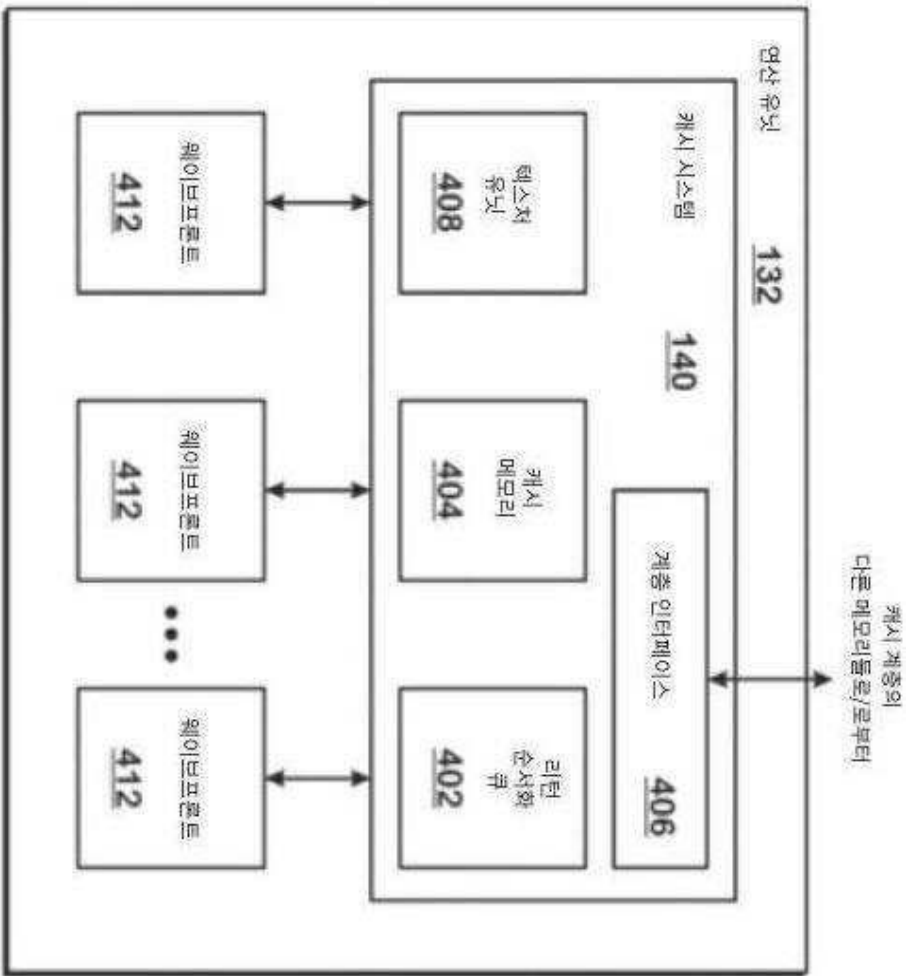 캐시 계층의
다른 메모리들로/로부터
연산 유닛
132
캐시 시스템
140
계층 인터페이스
406
텍스처
유닛
408
캐시
메모리
404
리턴
순서화
큐
402
웨이브프론트
412
웨이브프론트
412
웨이브프론트
412